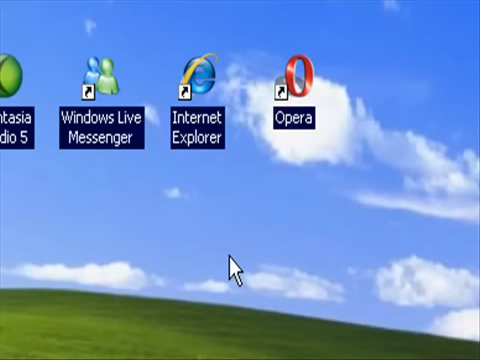 ntasia
dio 5
Windows Live
Messenger
Internet
Explorer
Opera